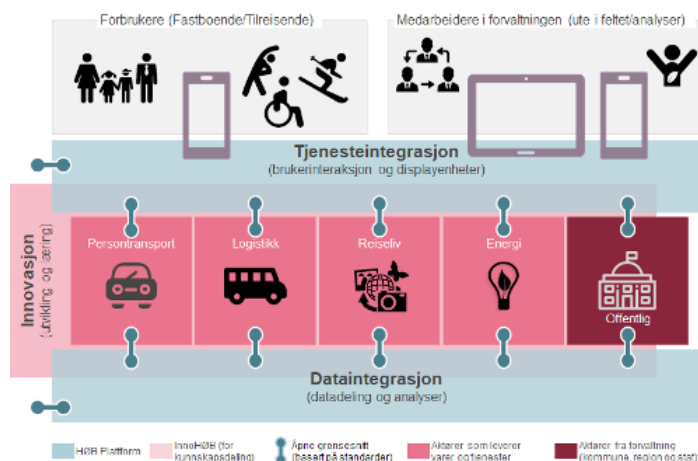 Forbrukere (Fastboende/Tilreisende)
Medarbeidere i forvaltningen (ute i feltet/analyser)
Tjenesteintegrasjon
(brukerinteraksjon og displayenheter)
Innovasjon
(utvikling og læring)
Persontransport
Logistikk
Reiseliv
Energi
Offentlig
Dataintegrasjon
(datadeling og analyser)
HØB Plattform
InnoHØB (for
kunnskapsdeling)
Åpne grensesnitt
(basert på standarder)
Aktører som leverer
varer og tjenester
Aktører fra forvaltning
(kommune, region og stat)